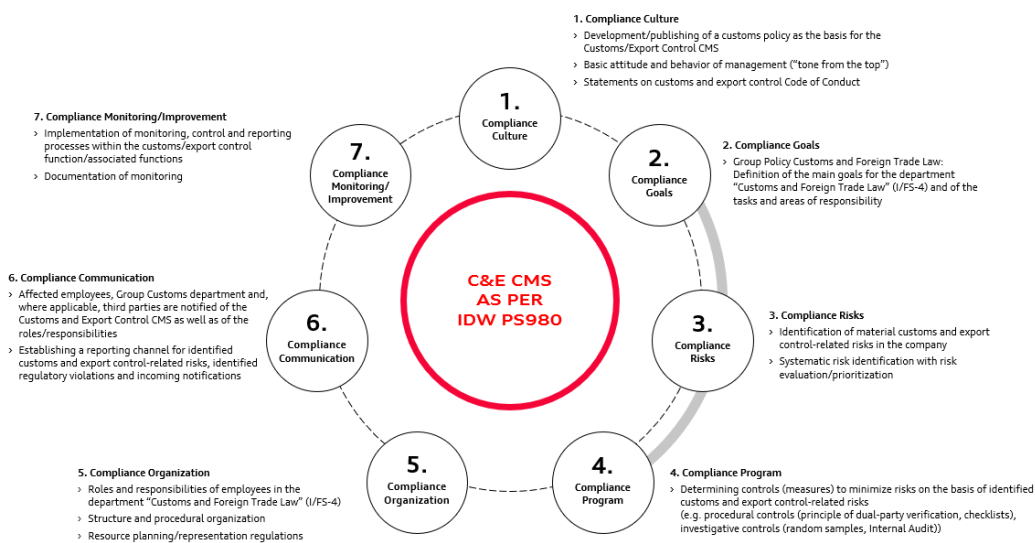 1. Compliance Culture
› Development/publishing of a customs policy as the basis for the
Customs/Export Control CMS
› Basic attitude and behavior of management (“tone from the top”)
› Statements on customs and export control Code of Conduct
1.
Compliance
Culture
2.
Compliance
Goals
2. Compliance Goals
› Group Policy Customs and Foreign Trade Law:
Definition of the main goals for the department
“Customs and Foreign Trade Law” (I/FS-4) and of the
tasks and areas of responsibility
3.
Compliance
Risks
3. Compliance Risks
› Identification of material customs and export
control-related risks in the company
› Systematic risk identification with risk
evaluation/prioritization
4.
Compliance
Program
4. Compliance Program
› Determining controls (measures) to minimize risks on the basis of identified
customs and export control-related risks
(e.g. procedural controls (principle of dual-party verification, checklists),
investigative controls (random samples, Internal Audit))
5.
Compliance
Organization
5. Compliance Organization
› Roles and responsibilities of employees in the
department “Customs and Foreign Trade Law” (I/FS-4)
› Structure and procedural organization
› Resource planning/representation regulations
6.
Compliance
Communication
6. Compliance Communication
› Affected employees, Group Customs department and,
where applicable, third parties are notified of the
Customs and Export Control CMS as well as of the
roles/responsibilities
› Establishing a reporting channel for identified
customs and export control-related risks, identified
regulatory violations and incoming notifications
7.
Compliance
Monitoring/
Improvement
7. Compliance Monitoring/Improvement
› Implementation of monitoring, control and reporting
processes within the customs/export control
function/associated functions
› Documentation of monitoring
C&E CMS
AS PER
IDW PS980